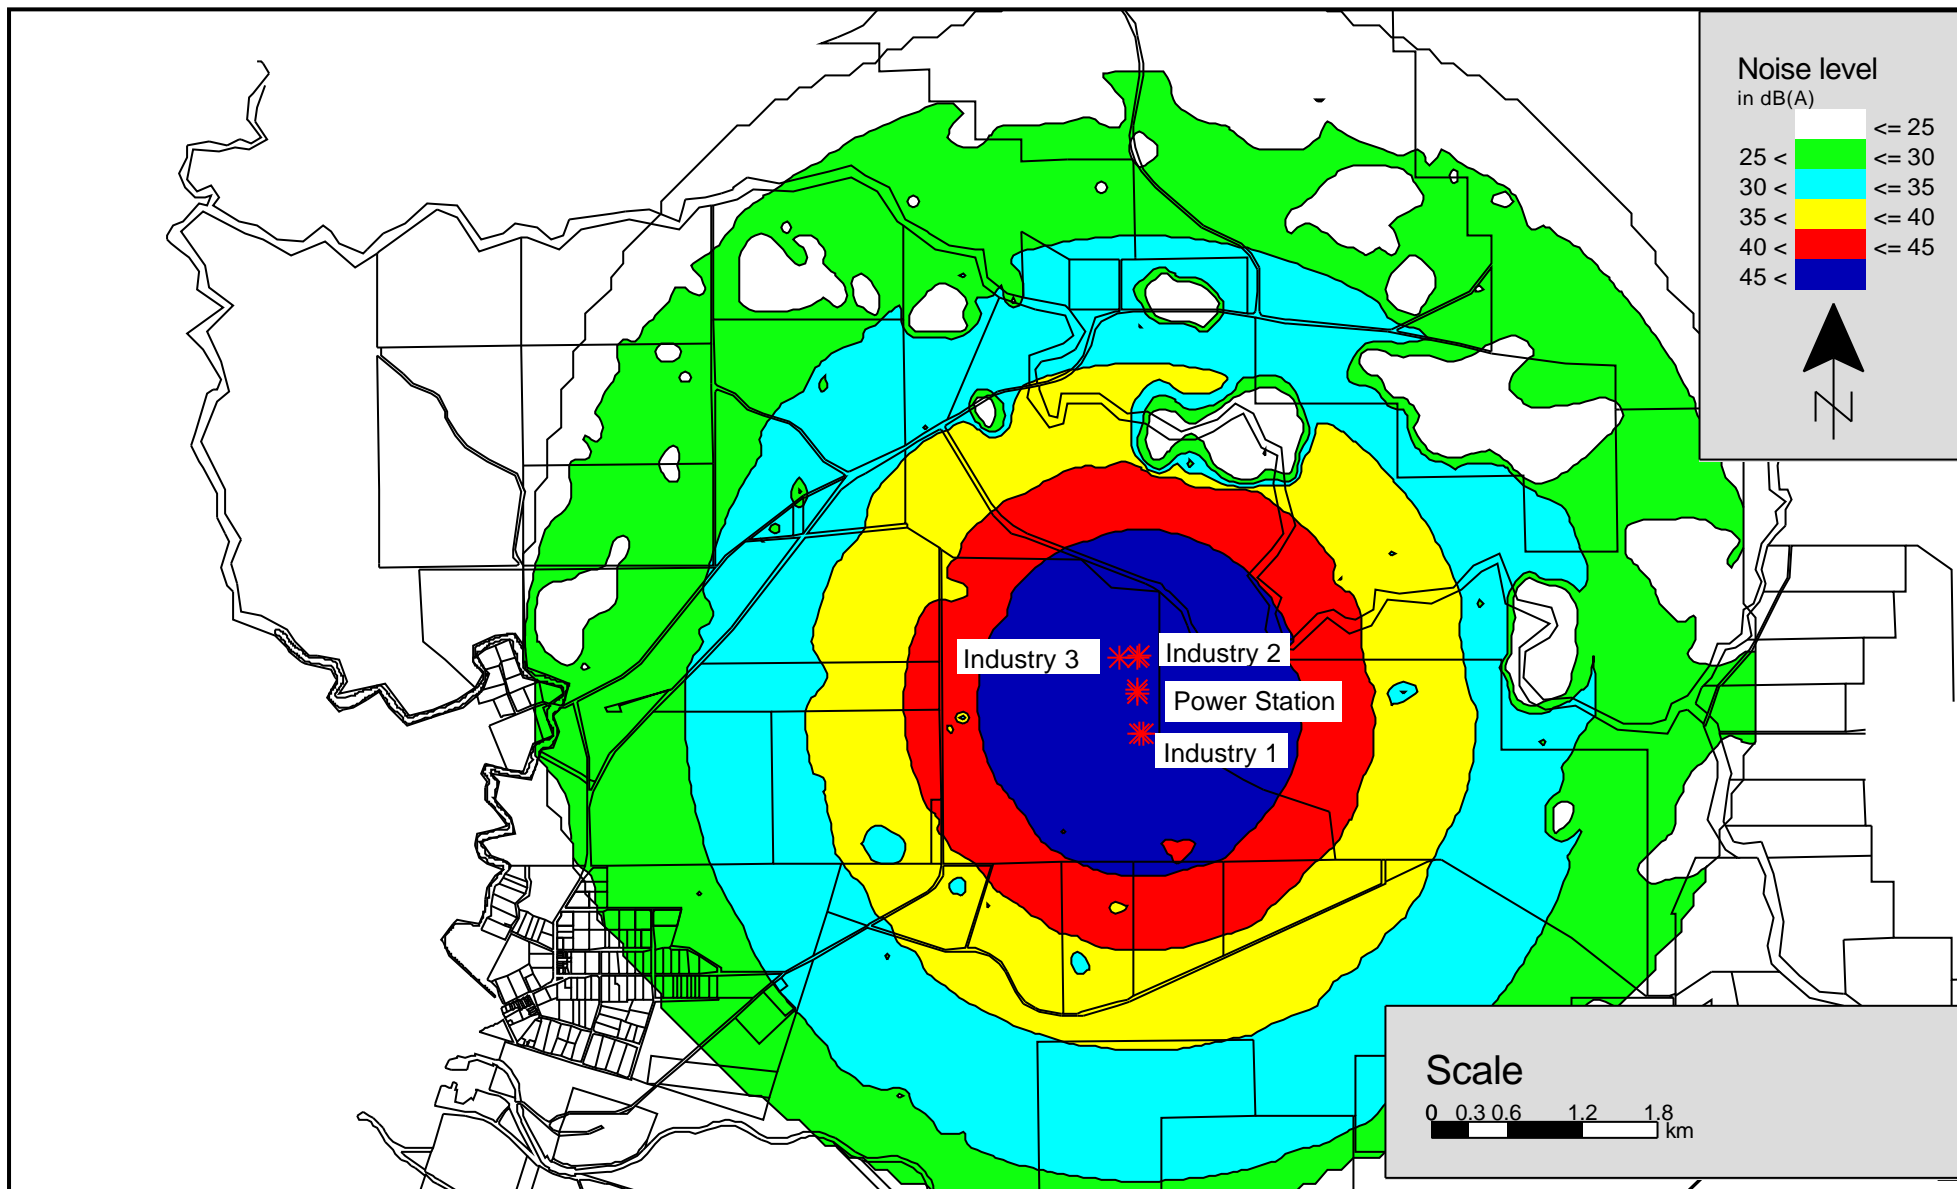 Noise level
in dB(A)
<= 25
25 < <= 30
30 < <= 35
35 < <= 40
40 < <= 45
45 <
N
Industry 3
Industry 2
Power Station
Industry 1
Scale
0 0.3 0.6 1.2 1.8
km